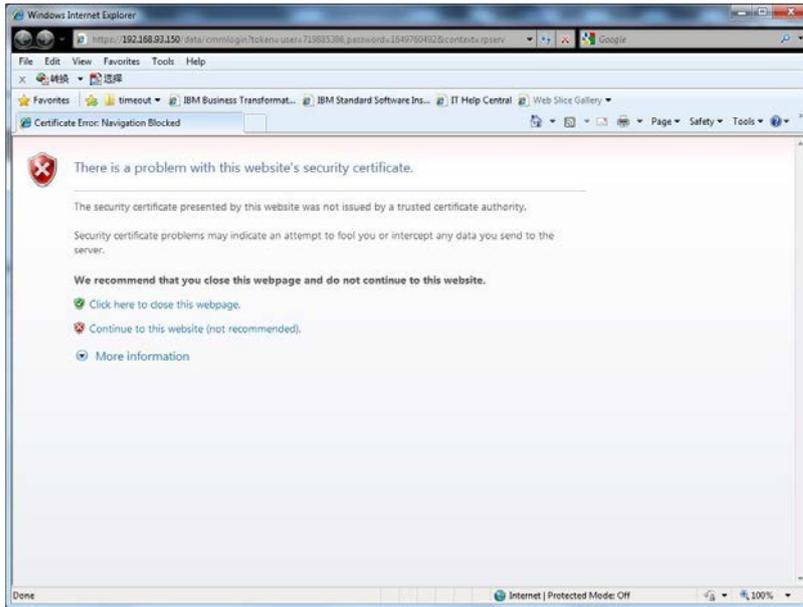 Windows Internet Explorer
https://192.168.93.150/data/cmmlogin?token=user=719885386,password=1649760492&context=rpserv
Google
File Edit View Favorites Tools Help
x 转换 选择
Favorites timeout IBM Business Transformat... IBM Standard Software Ins... IT Help Central Web Slice Gallery
Certificate Error: Navigation Blocked
Page Safety Tools
There is a problem with this website's security certificate.
The security certificate presented by this website was not issued by a trusted certificate authority.
Security certificate problems may indicate an attempt to fool you or intercept any data you send to the
server.
We recommend that you close this webpage and do not continue to this website.
Click here to close this webpage.
Continue to this website (not recommended).
More information
Done
Internet | Protected Mode: Off
100%